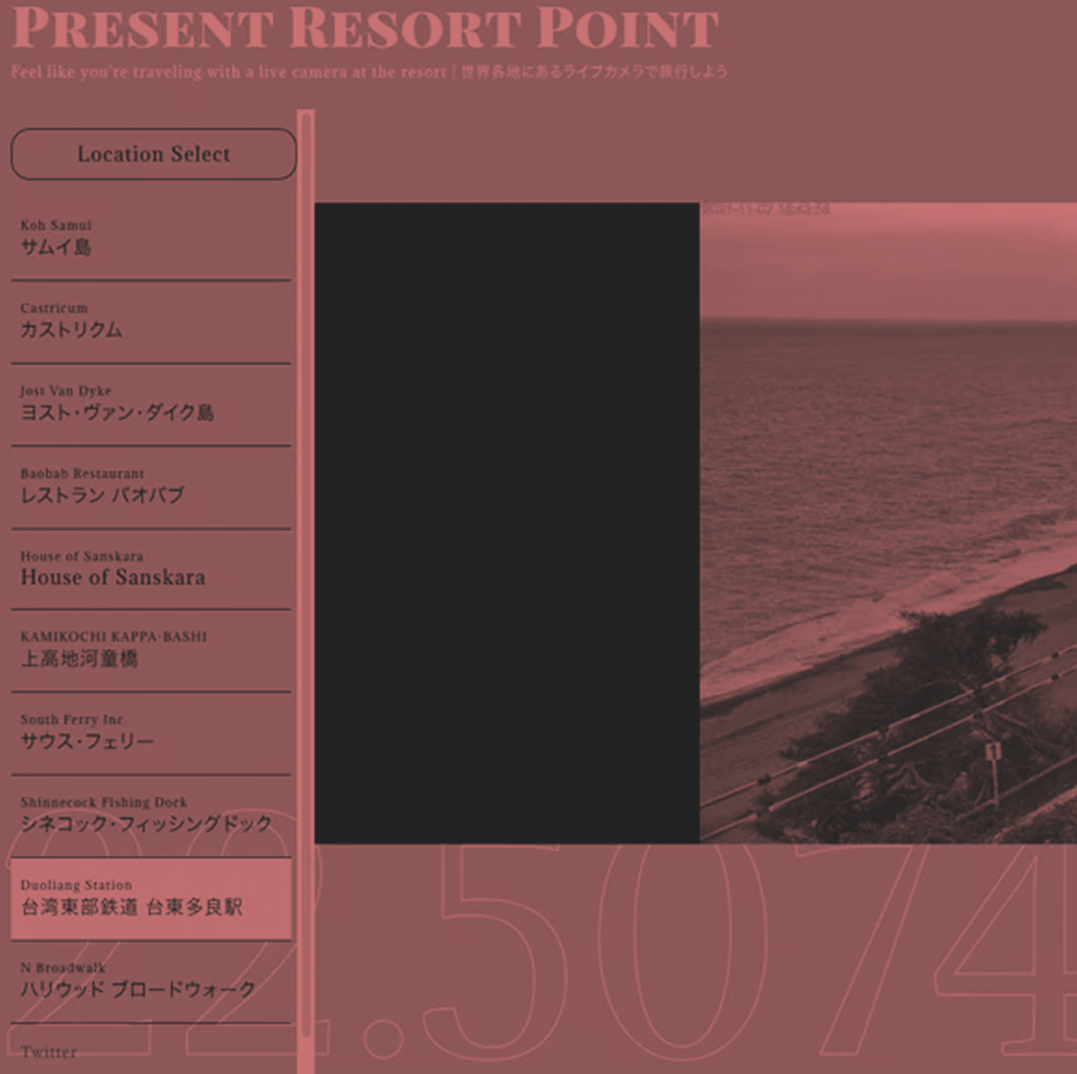 PRESENT RESORT POINT
Feel like you're traveling with a live camera at the resort | 世界各地にあるライブカメラで旅行しよう
Location Select
Koh Samui
サムイ島
Castricum
カストリクム
Jost Van Dyke
ヨスト・ヴァン・ダイク島
Baobab Restaurant
レストラン バオバブ
House of Sanskara
House of Sanskara
KAMIKOCHI KAPPA-BASHI
上高地河童橋
South Ferry Inc.
サウス・フェリー
Shinnecock Fishing Dock
シネコック・フィッシングドック
Duoliang Station
台湾東部鉄道 台東多良駅
N Broadwalk
ハリウッド ブロードウォーク
Twitter
1
22.5074